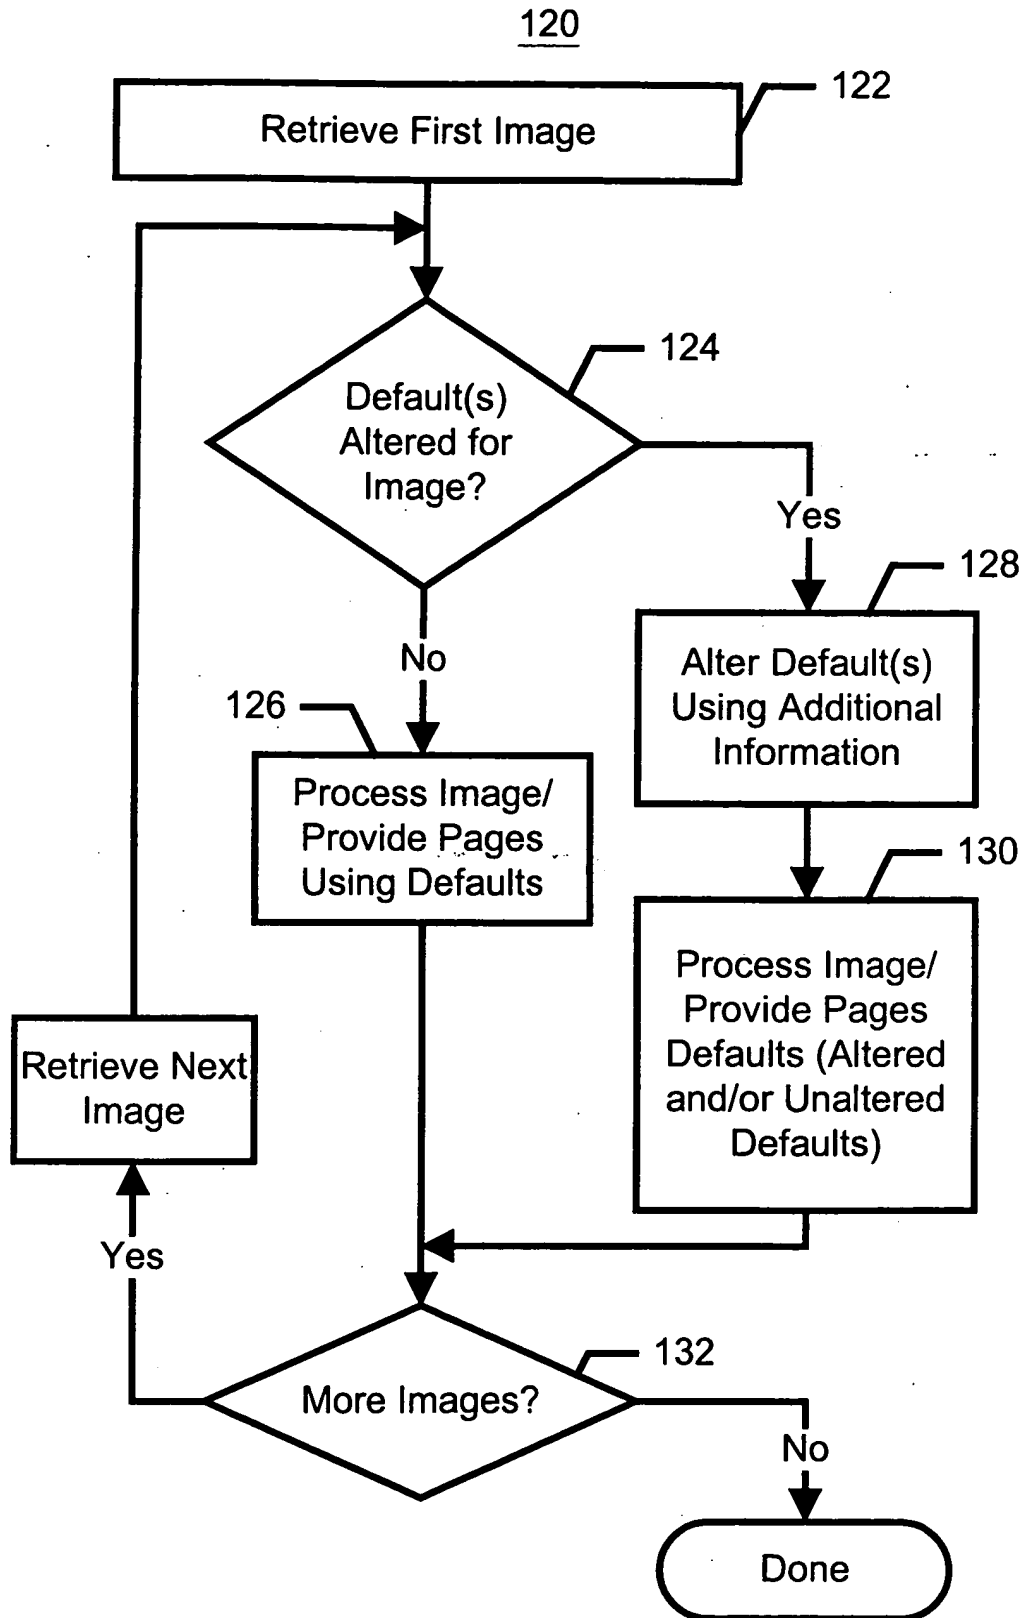 120
122
Retrieve First Image
124
Default(s)
Altered for
Image?
Yes
128
No
Alter Default(s)
Using Additional
Information
126
Process Image/
Provide Pages
Using Defaults
130
Process Image/
Provide Pages
Defaults (Altered
and/or Unaltered
Defaults)
Retrieve Next
Image
Yes
132
More Images?
No
Done